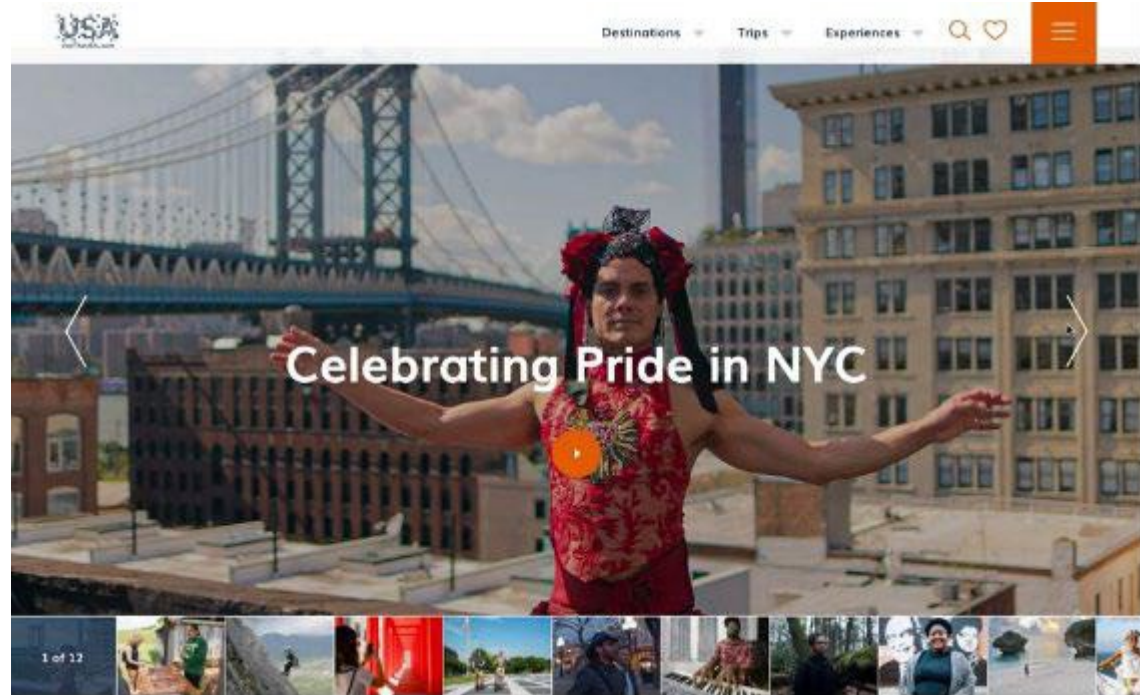 USA
Destinations
Trips
Experiences
Celebrating Pride in NYC
1 of 12